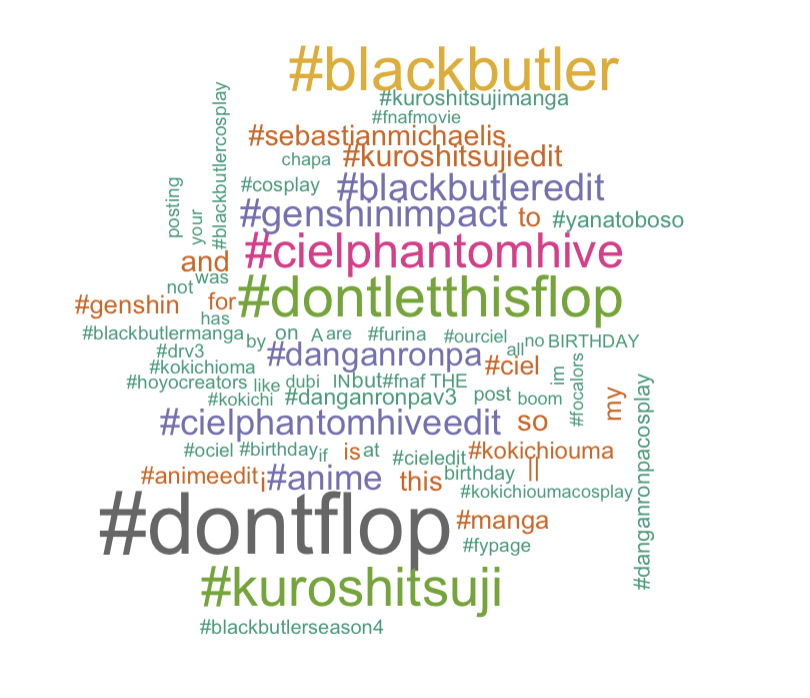 #blackbutler
#kuroshitsujimanga
#fnafmovie
#sebastianmichaelis
chapa #kuroshitsujiedit
#blackbutlercosplay
#cosplay #blackbutleredit
posting
your
#genshinimpact to #yanatoboso
and #cielphantomhive
not was
#genshin for #dontletthisflop
has
#blackbutlermanga by on A are #furina #ourciel all no BIRTHDAY
#drv3 #danganronpa #ciel
#kokichioma
#hoyocreators like dubi IN but #fnaf THE im
#focalors
#kokichi #danganronpav3 post boom my
#cielphantomhiveedit so
#danganronpacosplay
#ociel #birthday if is at #cieledit #kokichiouma
#animeedit i #anime this birthday ll
#kokichioumacosplay
#dontflop #manga
#fypage
#kuroshitsuji
#blackbutlerseason4